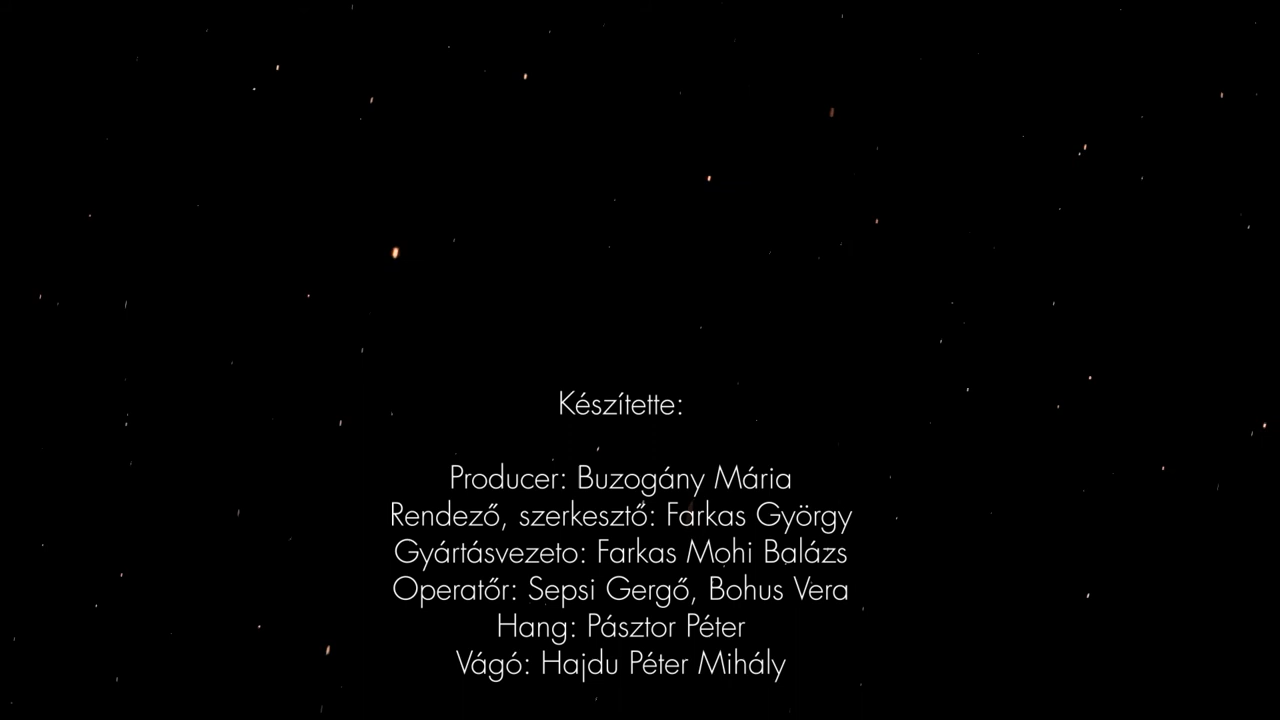 Készítette:
Producer: Buzogány Mária
Rendező, szerkesztő: Farkas György
Gyártásvezeto: Farkas Mohi Balázs
Operatőr: Sepsi Gergő, Bohus Vera
Hang: Pásztor Péter
Vágó: Hajdu Péter Mihály